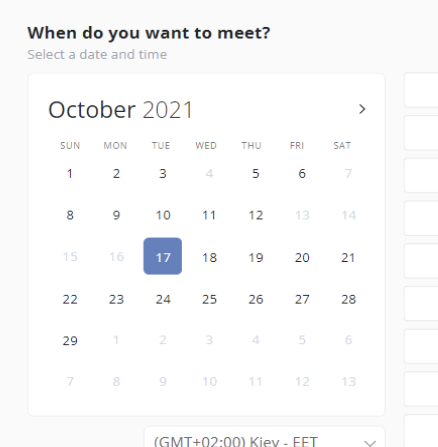 When do you want to meet?
Select a date and time
October 2021
SUN MON TUE WED THU FRI SAT
1 2 3 4 5 6 7
8 9 10 11 12 13 14
15 16 17 18 19 20 21
22 23 24 25 26 27 28
29 1 2 3 4 5 6
7 8 9 10 11 12 13
(GMT+02:00) Kiev - EET